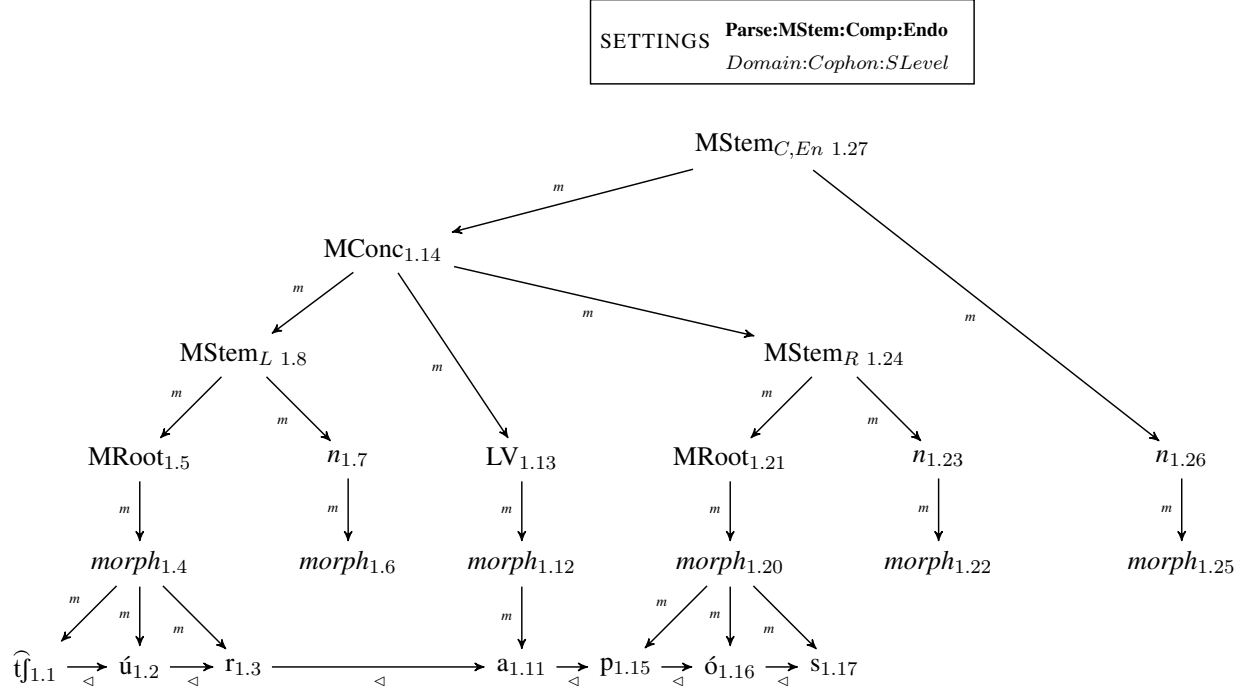 SETTINGS Parse:MStem:Comp:Endo
Domain:Cophon:SLevel
MStem_{C,En 1.27}
m
MConc_{1.14}
m m
m m
MStem_{L 1.8} MStem_{R 1.24}
m m m m
MRoot_{1.5} n_{1.7} LV_{1.13} MRoot_{1.21} n_{1.23} n_{1.26}
m m m m m m
morph_{1.4} morph_{1.6} morph_{1.12} morph_{1.20} morph_{1.22} morph_{1.25}
m m m m m m m
t͡ʃ_{1.1} ú_{1.2} r_{1.3} a_{1.11} p_{1.15} ó_{1.16} s_{1.17}
◁ ◁ ◁ ◁ ◁ ◁